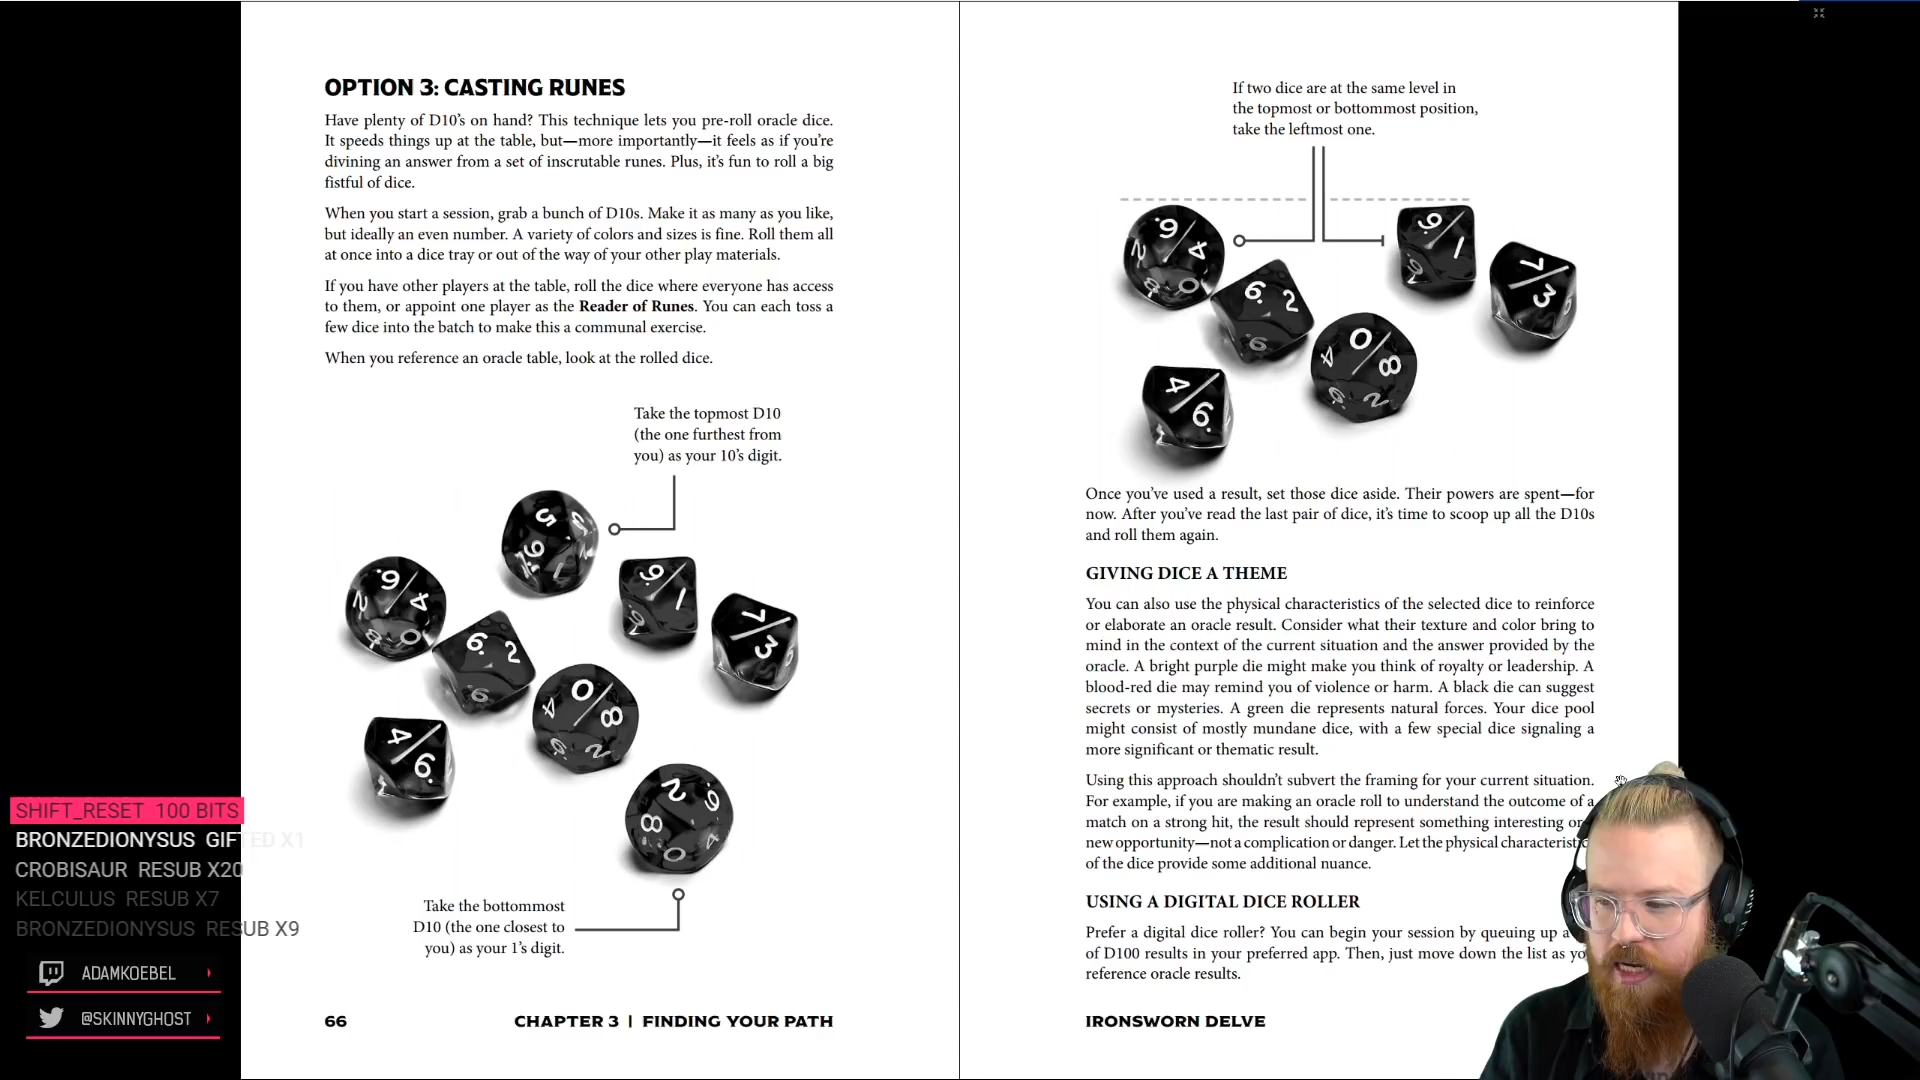 OPTION 3: CASTING RUNES
Have plenty of D10's on hand? This technique lets you pre-roll oracle dice.
It speeds things up at the table, but—more importantly—it feels as if you're
divining an answer from a set of inscrutable runes. Plus, it's fun to roll a big
fistful of dice.
When you start a session, grab a bunch of D10s. Make it as many as you like,
but ideally an even number. A variety of colors and sizes is fine. Roll them all
at once into a dice tray or out of the way of your other play materials.
If you have other players at the table, roll the dice where everyone has access
to them, or appoint one player as the Reader of Runes. You can each toss a
few dice into the batch to make this a communal exercise.
When you reference an oracle table, look at the rolled dice.
Take the topmost D10
(the one furthest from
you) as your 10's digit.
Take the bottommost
D10 (the one closest to
you) as your 1's digit.
66
CHAPTER 3 | FINDING YOUR PATH
If two dice are at the same level in
the topmost or bottommost position,
take the leftmost one.
Once you've used a result, set those dice aside. Their powers are spent—for
now. After you've read the last pair of dice, it's time to scoop up all the D10s
and roll them again.
GIVING DICE A THEME
You can also use the physical characteristics of the selected dice to reinforce
or elaborate an oracle result. Consider what their texture and color bring to
mind in the context of the current situation and the answer provided by the
oracle. A bright purple die might make you think of royalty or leadership. A
blood-red die may remind you of violence or harm. A black die can suggest
secrets or mysteries. A green die represents natural forces. Your dice pool
might consist of mostly mundane dice, with a few special dice signaling a
more significant or thematic result.
Using this approach shouldn't subvert the framing for your current situation.
For example, if you are making an oracle roll to understand the outcome of a
match on a strong hit, the result should represent something interesting or
new opportunity—not a complication or danger. Let the physical characteristic
of the dice provide some additional nuance.
USING A DIGITAL DICE ROLLER
Prefer a digital dice roller? You can begin your session by queuing up a
of D100 results in your preferred app. Then, just move down the list as yo
reference oracle results.
IRONSWORN DELVE
SHIFT_RESET 100 BITS
BRONZEDIONYSUS GIFTED X1
CROBISAUR RESUB X20
KELCULUS RESUB X7
BRONZEDIONYSUS RESUB X9
ADAMKOEBEL
@SKINNYGHOST